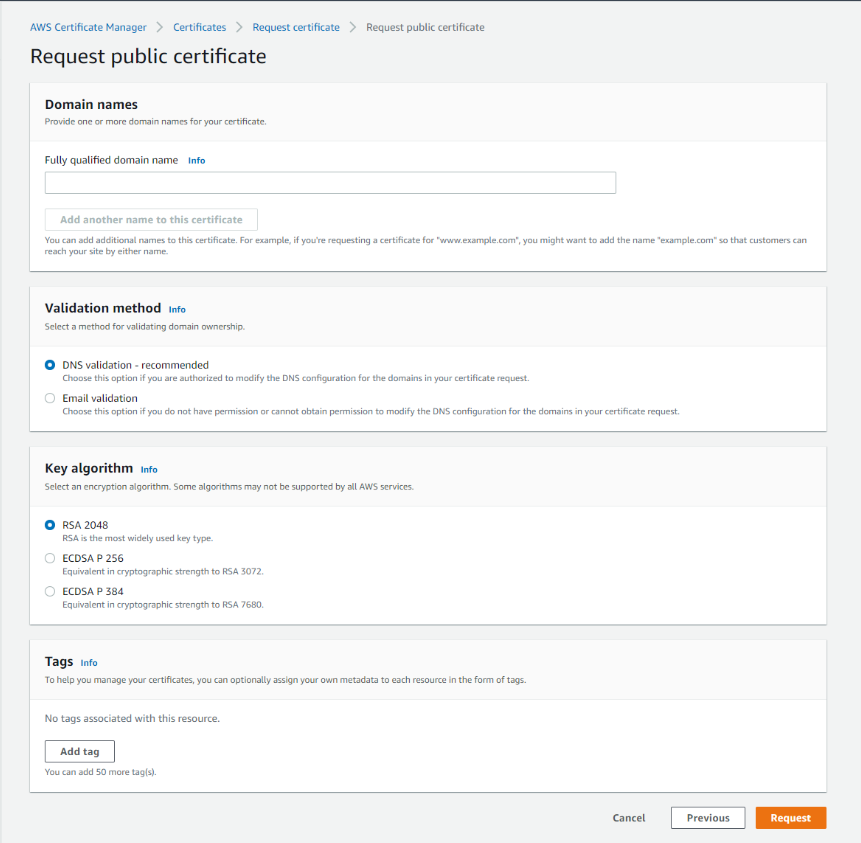 AWS Certificate Manager > Certificates > Request certificate > Request public certificate
Request public certificate
Domain names
Provide one or more domain names for your certificate.
Fully qualified domain name Info
Add another name to this certificate
You can add additional names to this certificate. For example, if you're requesting a certificate for "www.example.com", you might want to add the name "example.com" so that customers can
reach your site by either name.
Validation method Info
Select a method for validating domain ownership.
DNS validation - recommended
Choose this option if you are authorized to modify the DNS configuration for the domains in your certificate request.
Email validation
Choose this option if you do not have permission or cannot obtain permission to modify the DNS configuration for the domains in your certificate request.
Key algorithm Info
Select an encryption algorithm. Some algorithms may not be supported by all AWS services.
RSA 2048
RSA is the most widely used key type.
ECDSA P 256
Equivalent in cryptographic strength to RSA 3072.
ECDSA P 384
Equivalent in cryptographic strength to RSA 7680.
Tags Info
To help you manage your certificates, you can optionally assign your own metadata to each resource in the form of tags.
No tags associated with this resource.
Add tag
You can add 50 more tag(s).
Cancel Previous Request